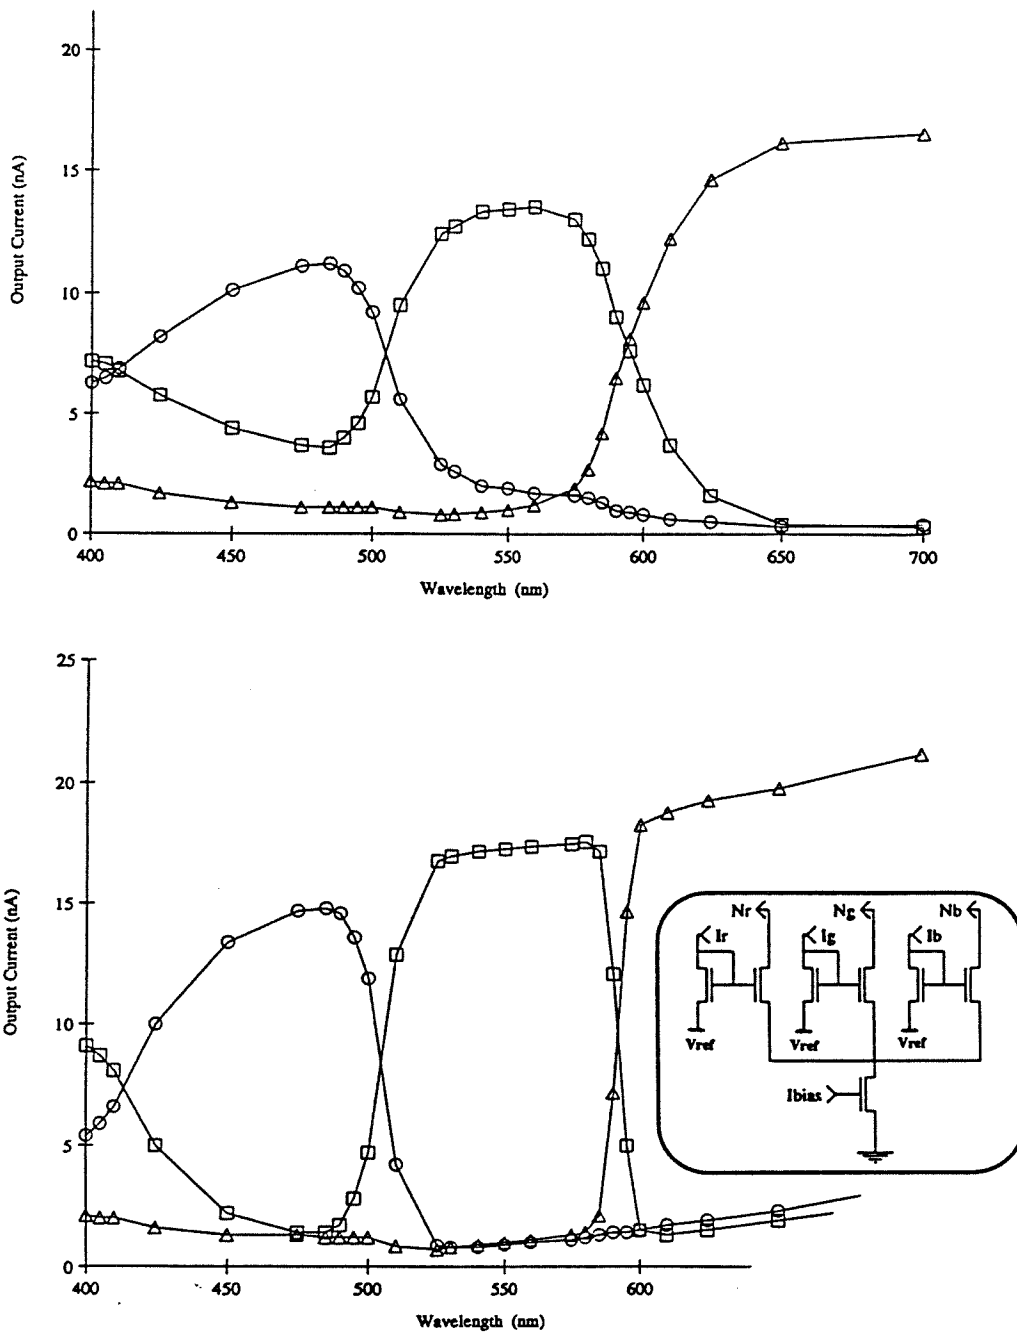 20
15
10
5
0
Output Current (nA)
400 450 500 550 600 650 700
Wavelength (nm)
25
20
15
10
5
0
Output Current (nA)
400 450 500 550 600
Wavelength (nm)
Nr Ng Nb
Ir Ig Ib
Vref Vref Vref
Ibias